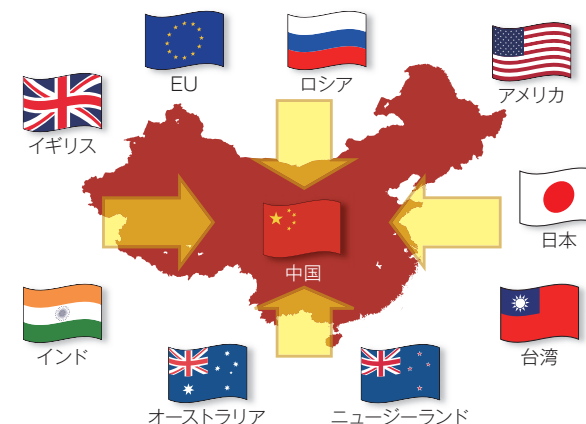 EU
ロシア
アメリカ
イギリス
日本
中国
インド
台湾
オーストラリア
ニュージーランド